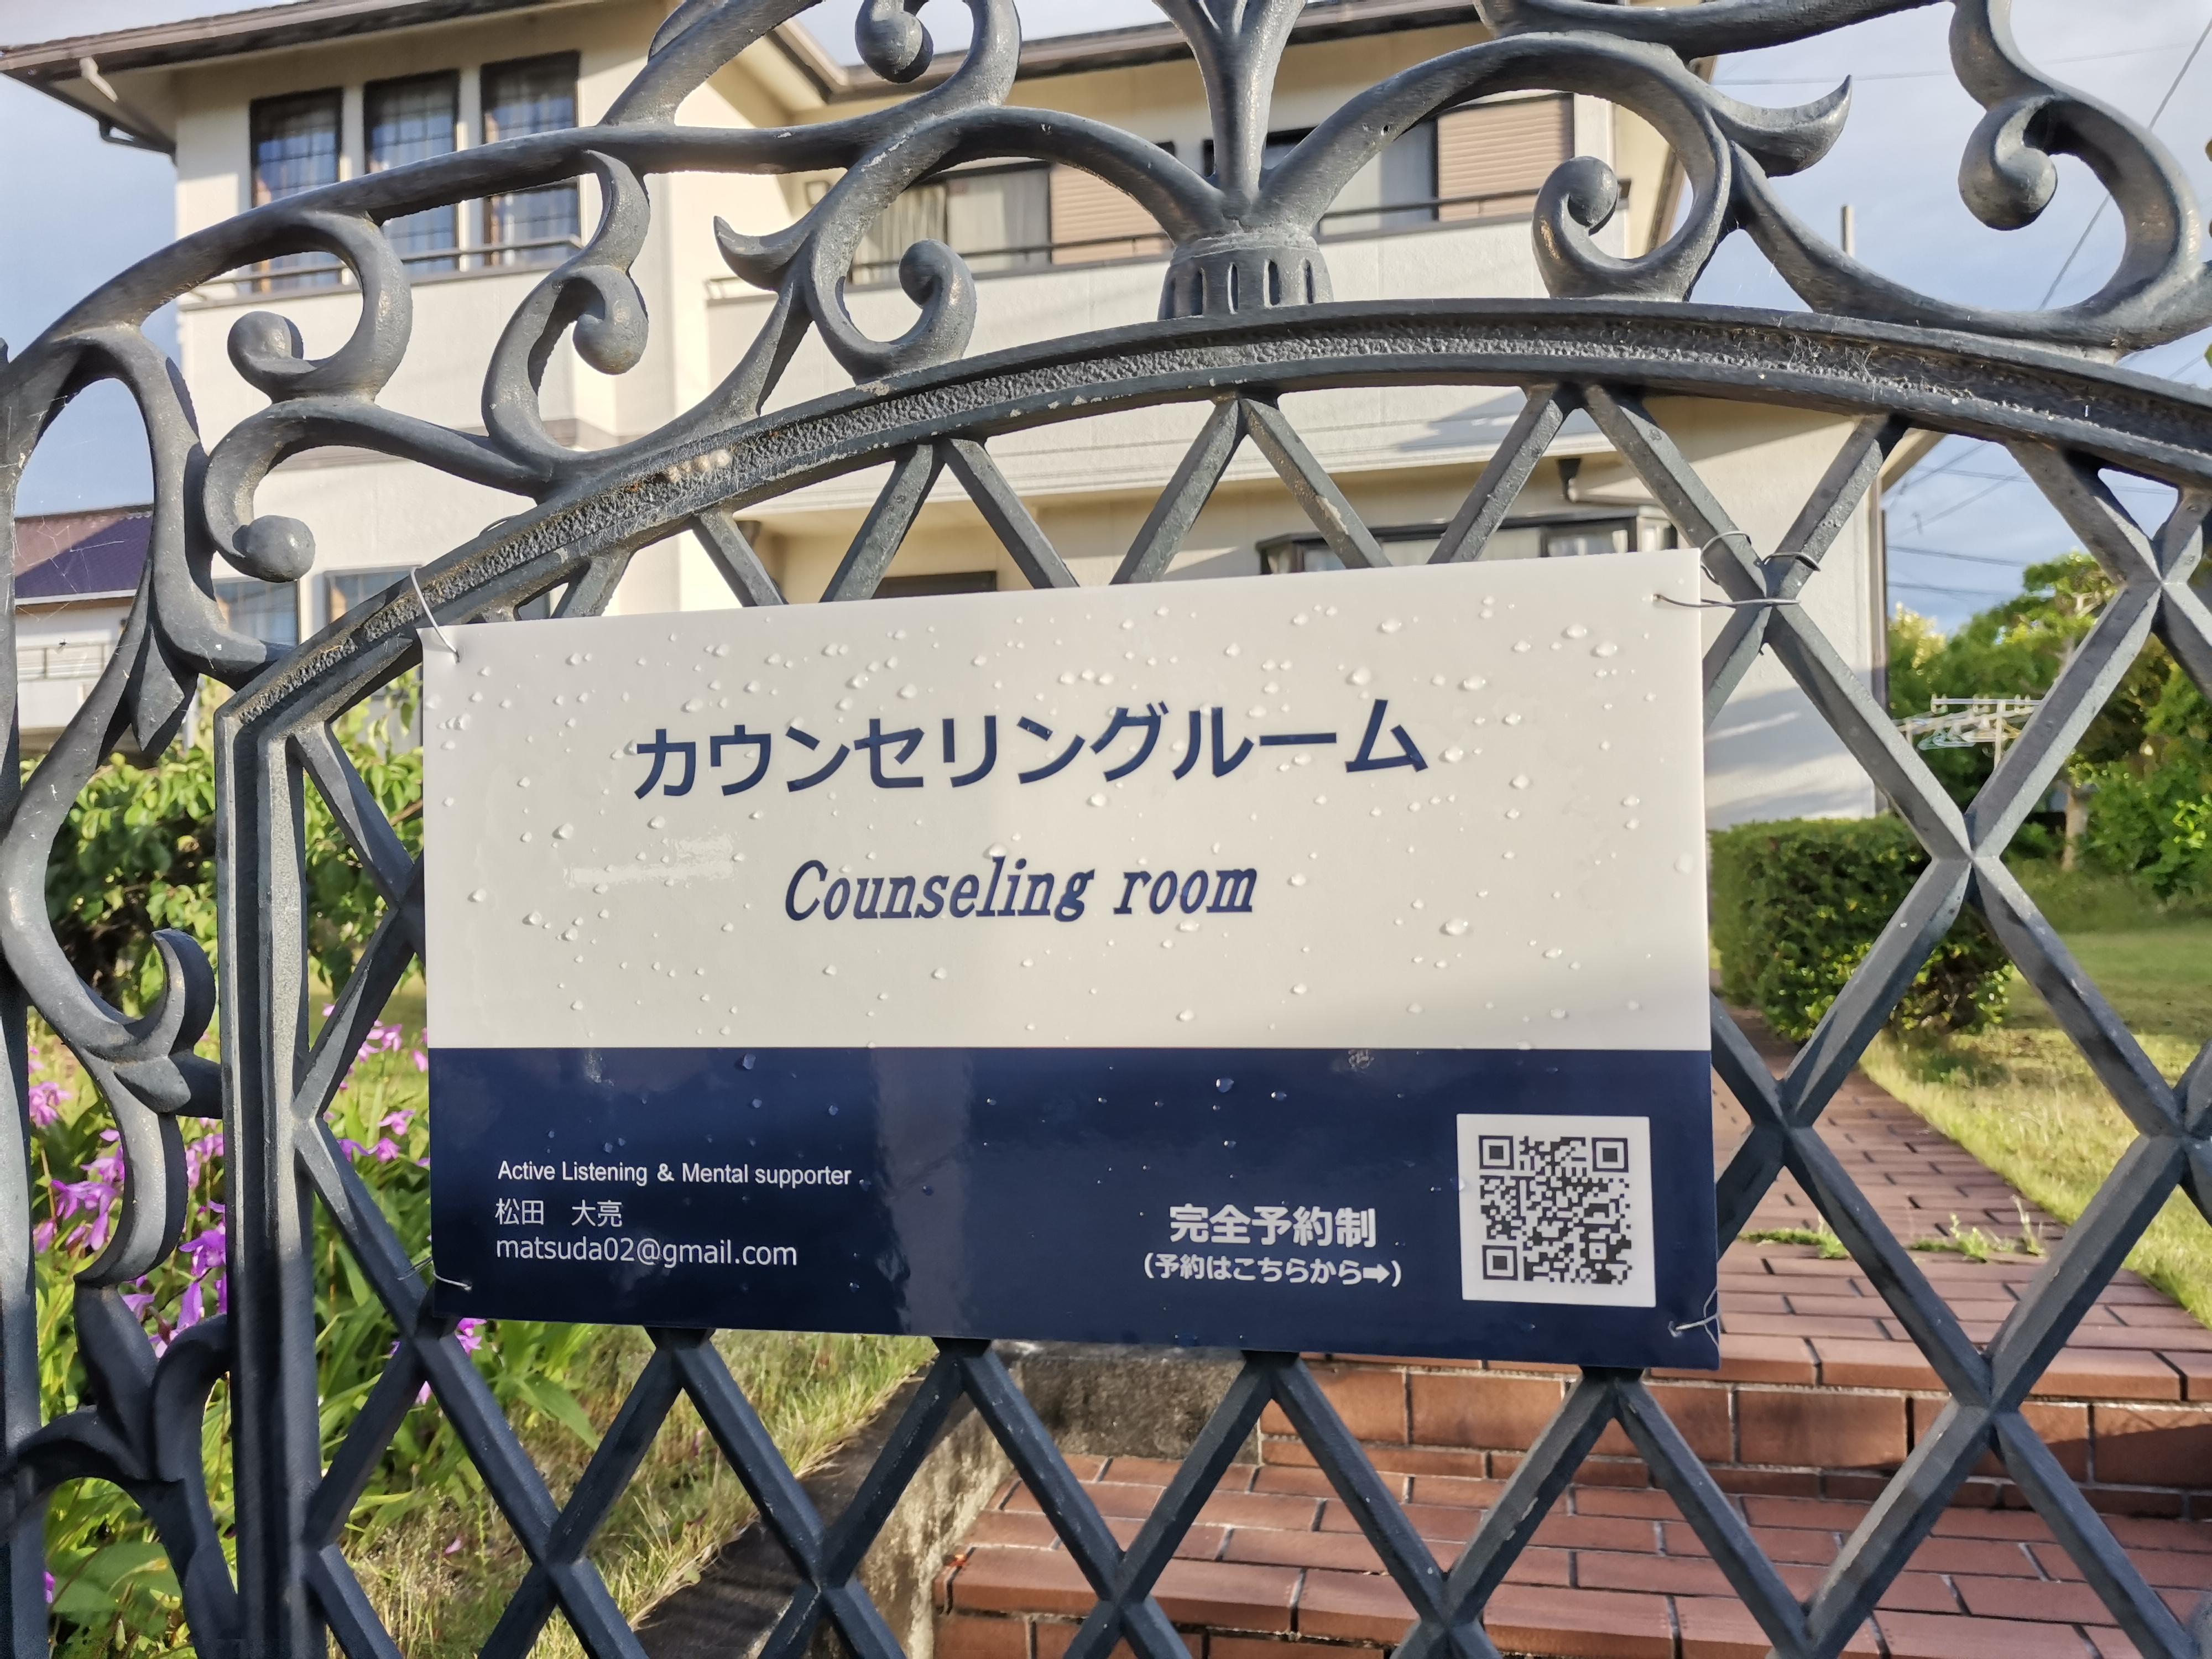 カウンセリングルーム
Counseling room
Active Listening & Mental supporter
松田　大亮
matsuda02@gmail.com
完全予約制
(予約はこちらから➡)